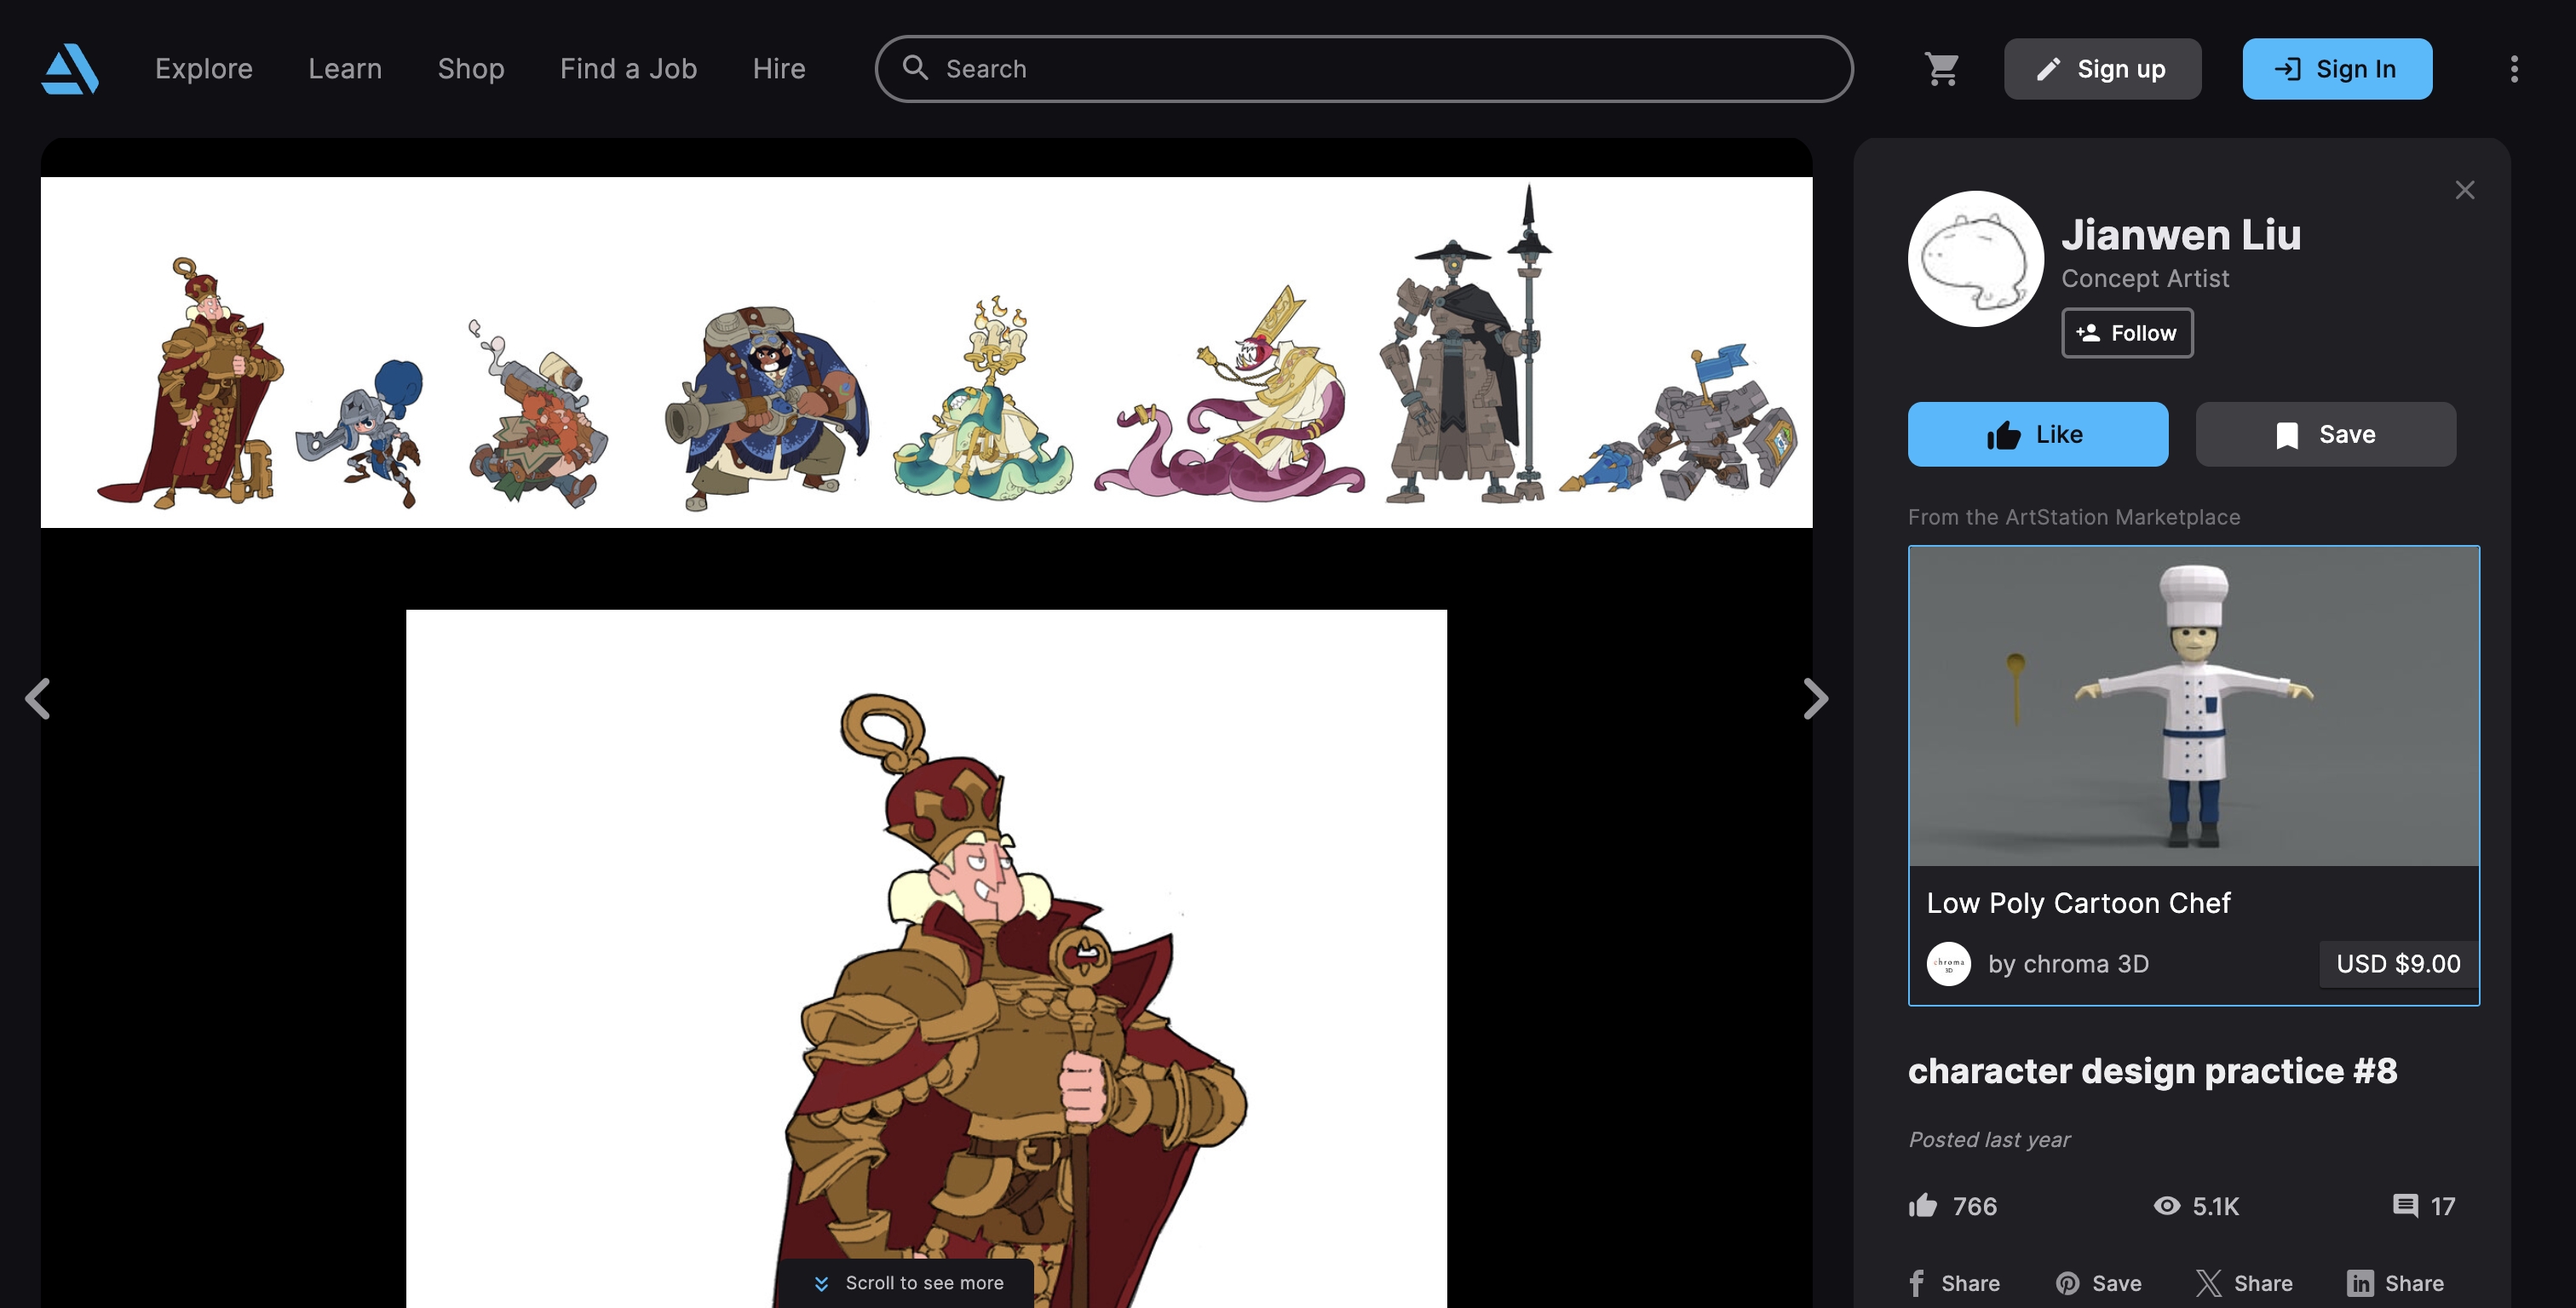 Explore Learn Shop Find a Job Hire Search Sign up Sign In
Jianwen Liu
Concept Artist
Follow
Like Save
From the ArtStation Marketplace
Low Poly Cartoon Chef
chroma
3D
by chroma 3D USD $9.00
character design practice #8
Posted last year
766 5.1K 17
Share Save Share Share
Scroll to see more